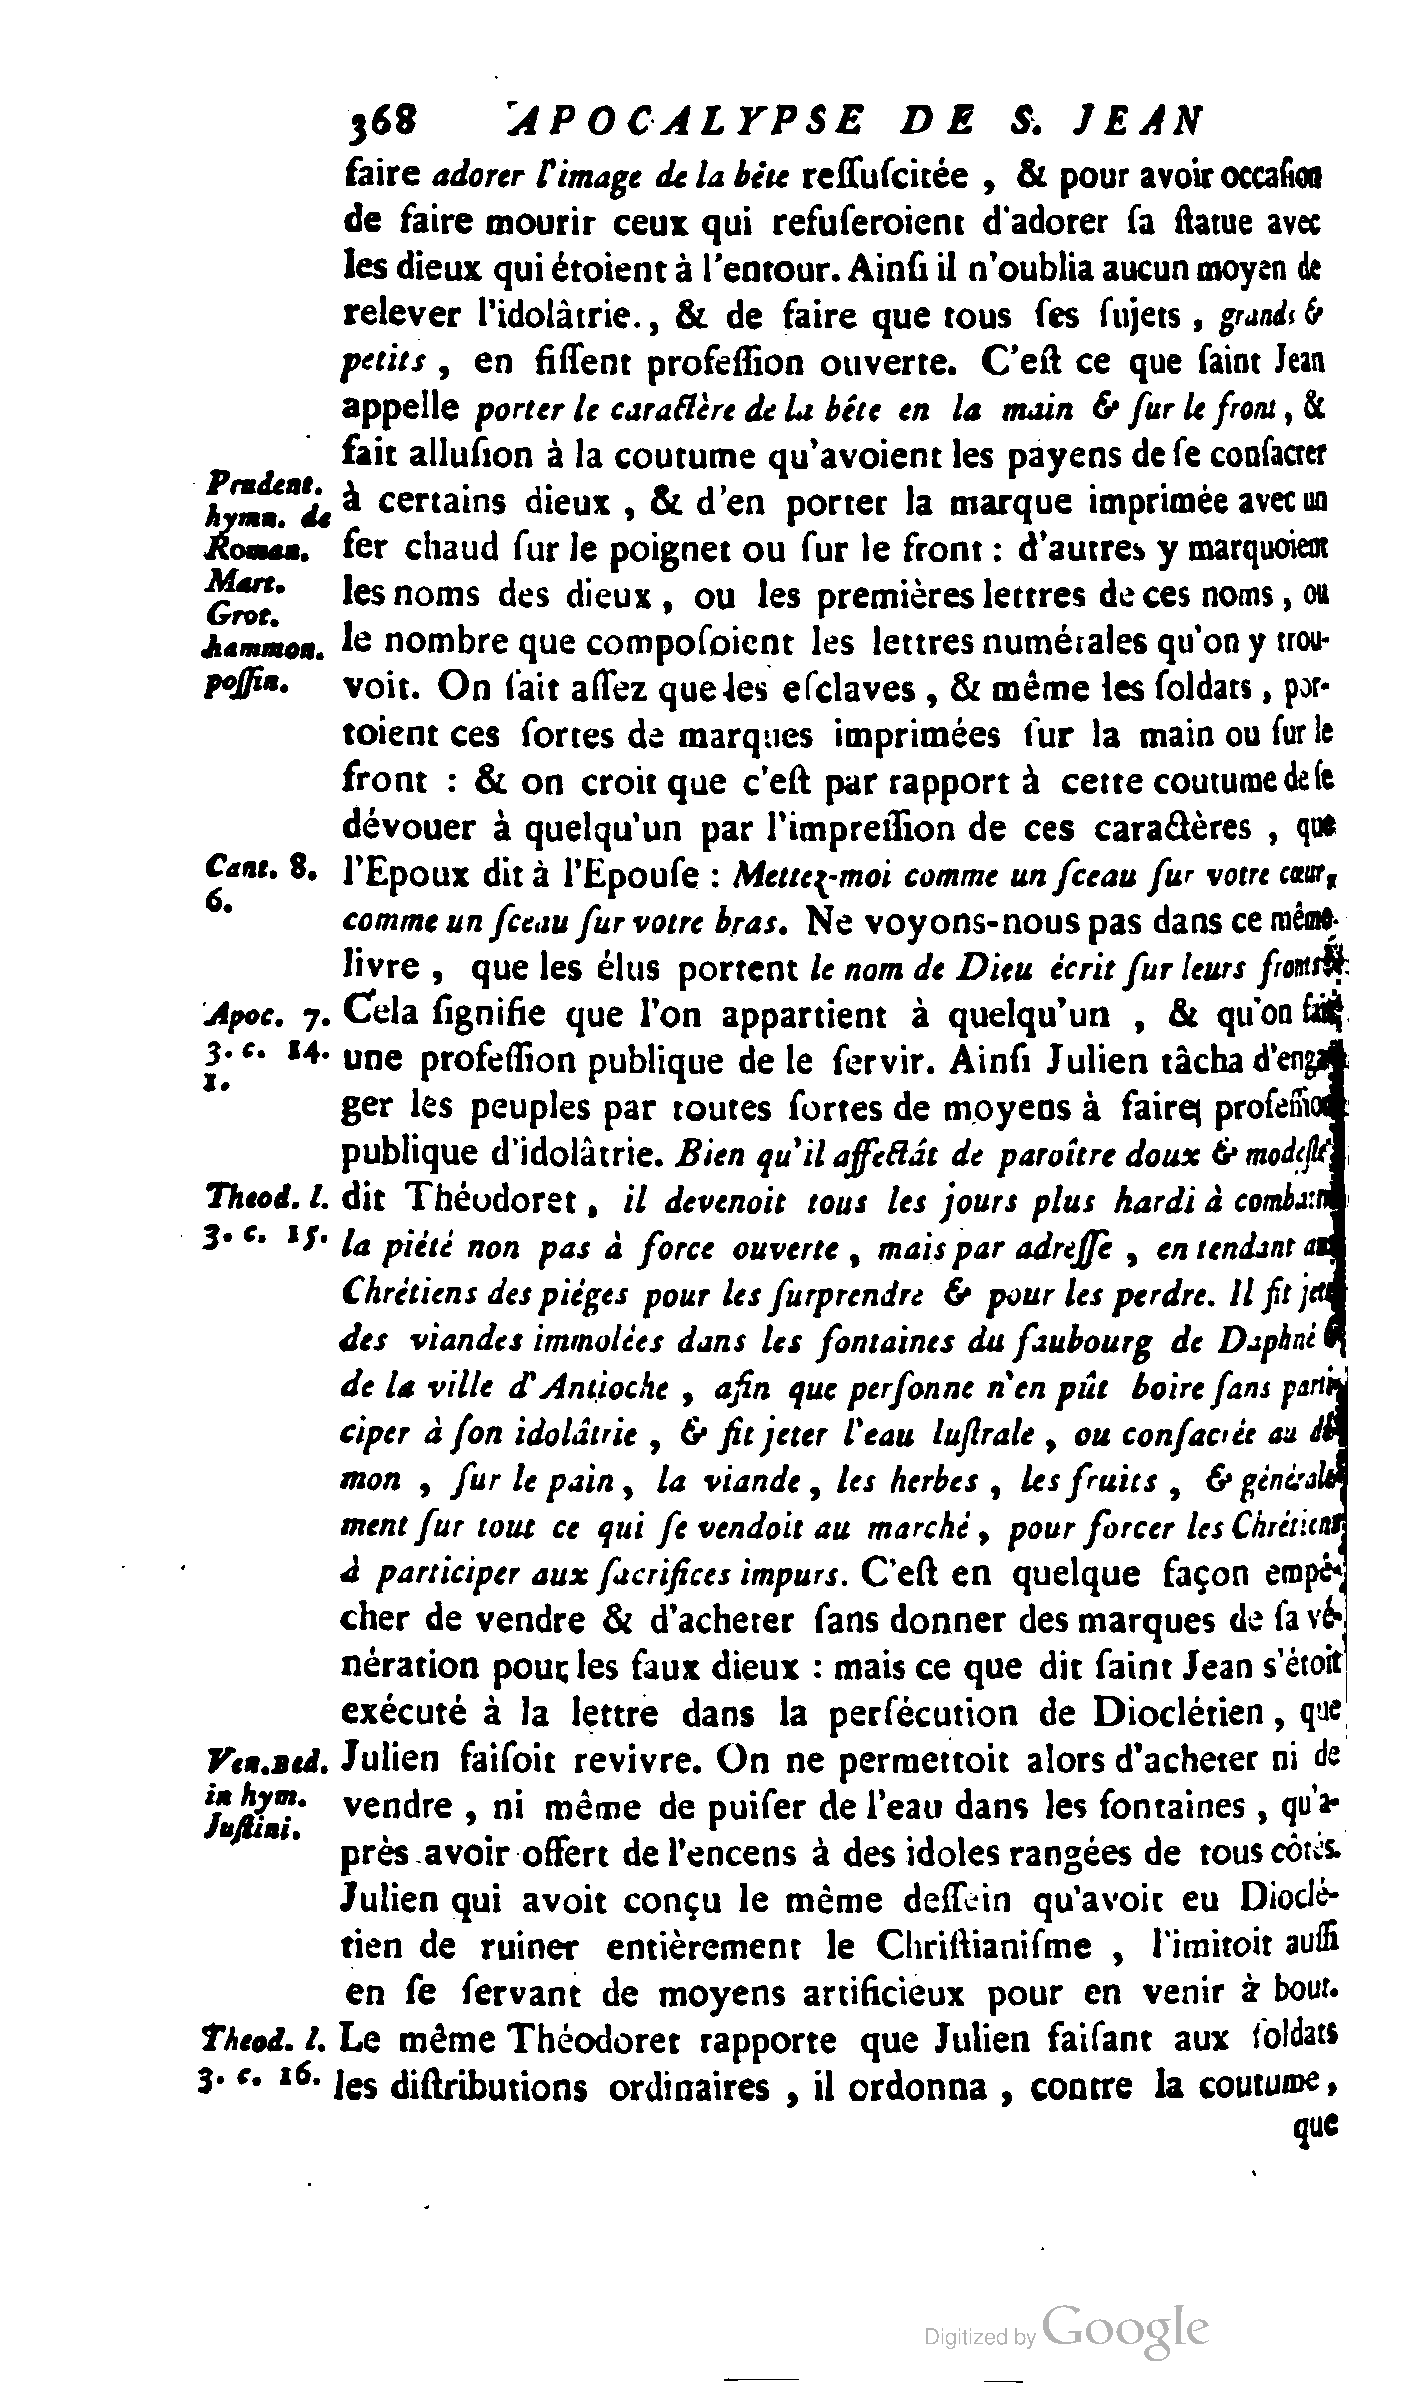 368 APOCALYPSE DE S. JEAN
faire adorer l'image de la bête reſſuſcitée , & pour avoir occaſion
de faire mourir ceux qui refuſeroient d'adorer ſa ſtatue avec
les dieux qui étoient à l'entour. Ainſi il n'oublia aucun moyen de
relever l'idolâtrie., & de faire que tous ſes ſujets , grands &
petits , en fiſſent profeſſion ouverte. C'eſt ce que ſaint Jean
appelle porter le caractère de la bête en la main & ſur le front, &
fait alluſion à la coutume qu'avoient les payens de ſe conſacrer
Prudent.
à certains dieux , & d'en porter la marque imprimée avec un
hymn. de
Roman.
fer chaud ſur le poignet ou ſur le front : d'autres y marquoient
Mart.
les noms des dieux , ou les premières lettres de ces noms , ou
Grot.
hammon.
le nombre que compoſoient les lettres numérales qu'on y trou-
poſſin.
voit. On ſait aſſez que les eſclaves , & même les ſoldats , por-
toient ces ſortes de marques imprimées ſur la main ou ſur le
front : & on croit que c'eſt par rapport à cette coutume de ſe
dévouer à quelqu'un par l'impreſſion de ces caractères , que
Cant. 8.
6.
l'Epoux dit à l'Epouſe : Mettez-moi comme un ſceau ſur votre cœur,
comme un ſceau ſur votre bras. Ne voyons-nous pas dans ce même
livre , que les élus portent le nom de Dieu écrit ſur leurs fronts
Apoc. 7.
3. c. 14.
1.
Cela ſignifie que l'on appartient à quelqu'un , & qu'on fait
une profeſſion publique de le ſervir. Ainſi Julien tâcha d'enga-
ger les peuples par toutes ſortes de moyens à faire profeſſion
publique d'idolâtrie. Bien qu'il affectât de paroître doux & modeſte
Theod. l.
3. c. 15.
dit Théodoret , il devenoit tous les jours plus hardi à combattre
la piété non pas à force ouverte , mais par adreſſe , en tendant aux
Chrétiens des piéges pour les ſurprendre & pour les perdre. Il fit jeter
des viandes immolées dans les fontaines du faubourg de Daphné &
de la ville d'Antioche , afin que perſonne n'en pût boire ſans parti-
ciper à ſon idolâtrie , & fit jeter l'eau luſtrale , ou conſacrée au dé-
mon , ſur le pain , la viande , les herbes , les fruits , & générale-
ment ſur tout ce qui ſe vendoit au marché , pour forcer les Chrétiens
à participer aux ſacrifices impurs. C'eſt en quelque façon empê-
cher de vendre & d'acheter ſans donner des marques de ſa vé-
nération pour les faux dieux : mais ce que dit ſaint Jean s'étoit
exécuté à la lettre dans la perſécution de Dioclétien , que
Ven. Bed.
in hym.
Juſtini.
Julien faiſoit revivre. On ne permettoit alors d'acheter ni de
vendre , ni même de puiſer de l'eau dans les fontaines , qu'a-
près avoir offert de l'encens à des idoles rangées de tous côtés.
Julien qui avoit conçu le même deſſein qu'avoit eu Dioclé-
tien de ruiner entièrement le Chriſtianiſme , l'imitoit auſſi
en ſe ſervant de moyens artificieux pour en venir à bout.
Theod. l.
3. c. 16.
Le même Théodoret rapporte que Julien faiſant aux ſoldats
les diſtributions ordinaires , il ordonna , contre la coutume,
que
Digitized by Google